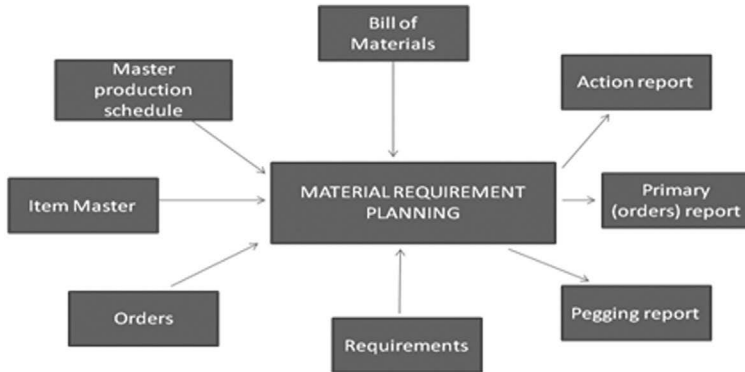 Bill of
Materials
Master
production
schedule
Action report
Item Master
MATERIAL REQUIREMENT
PLANNING
Primary
(orders) report
Orders
Requirements
Pegging report